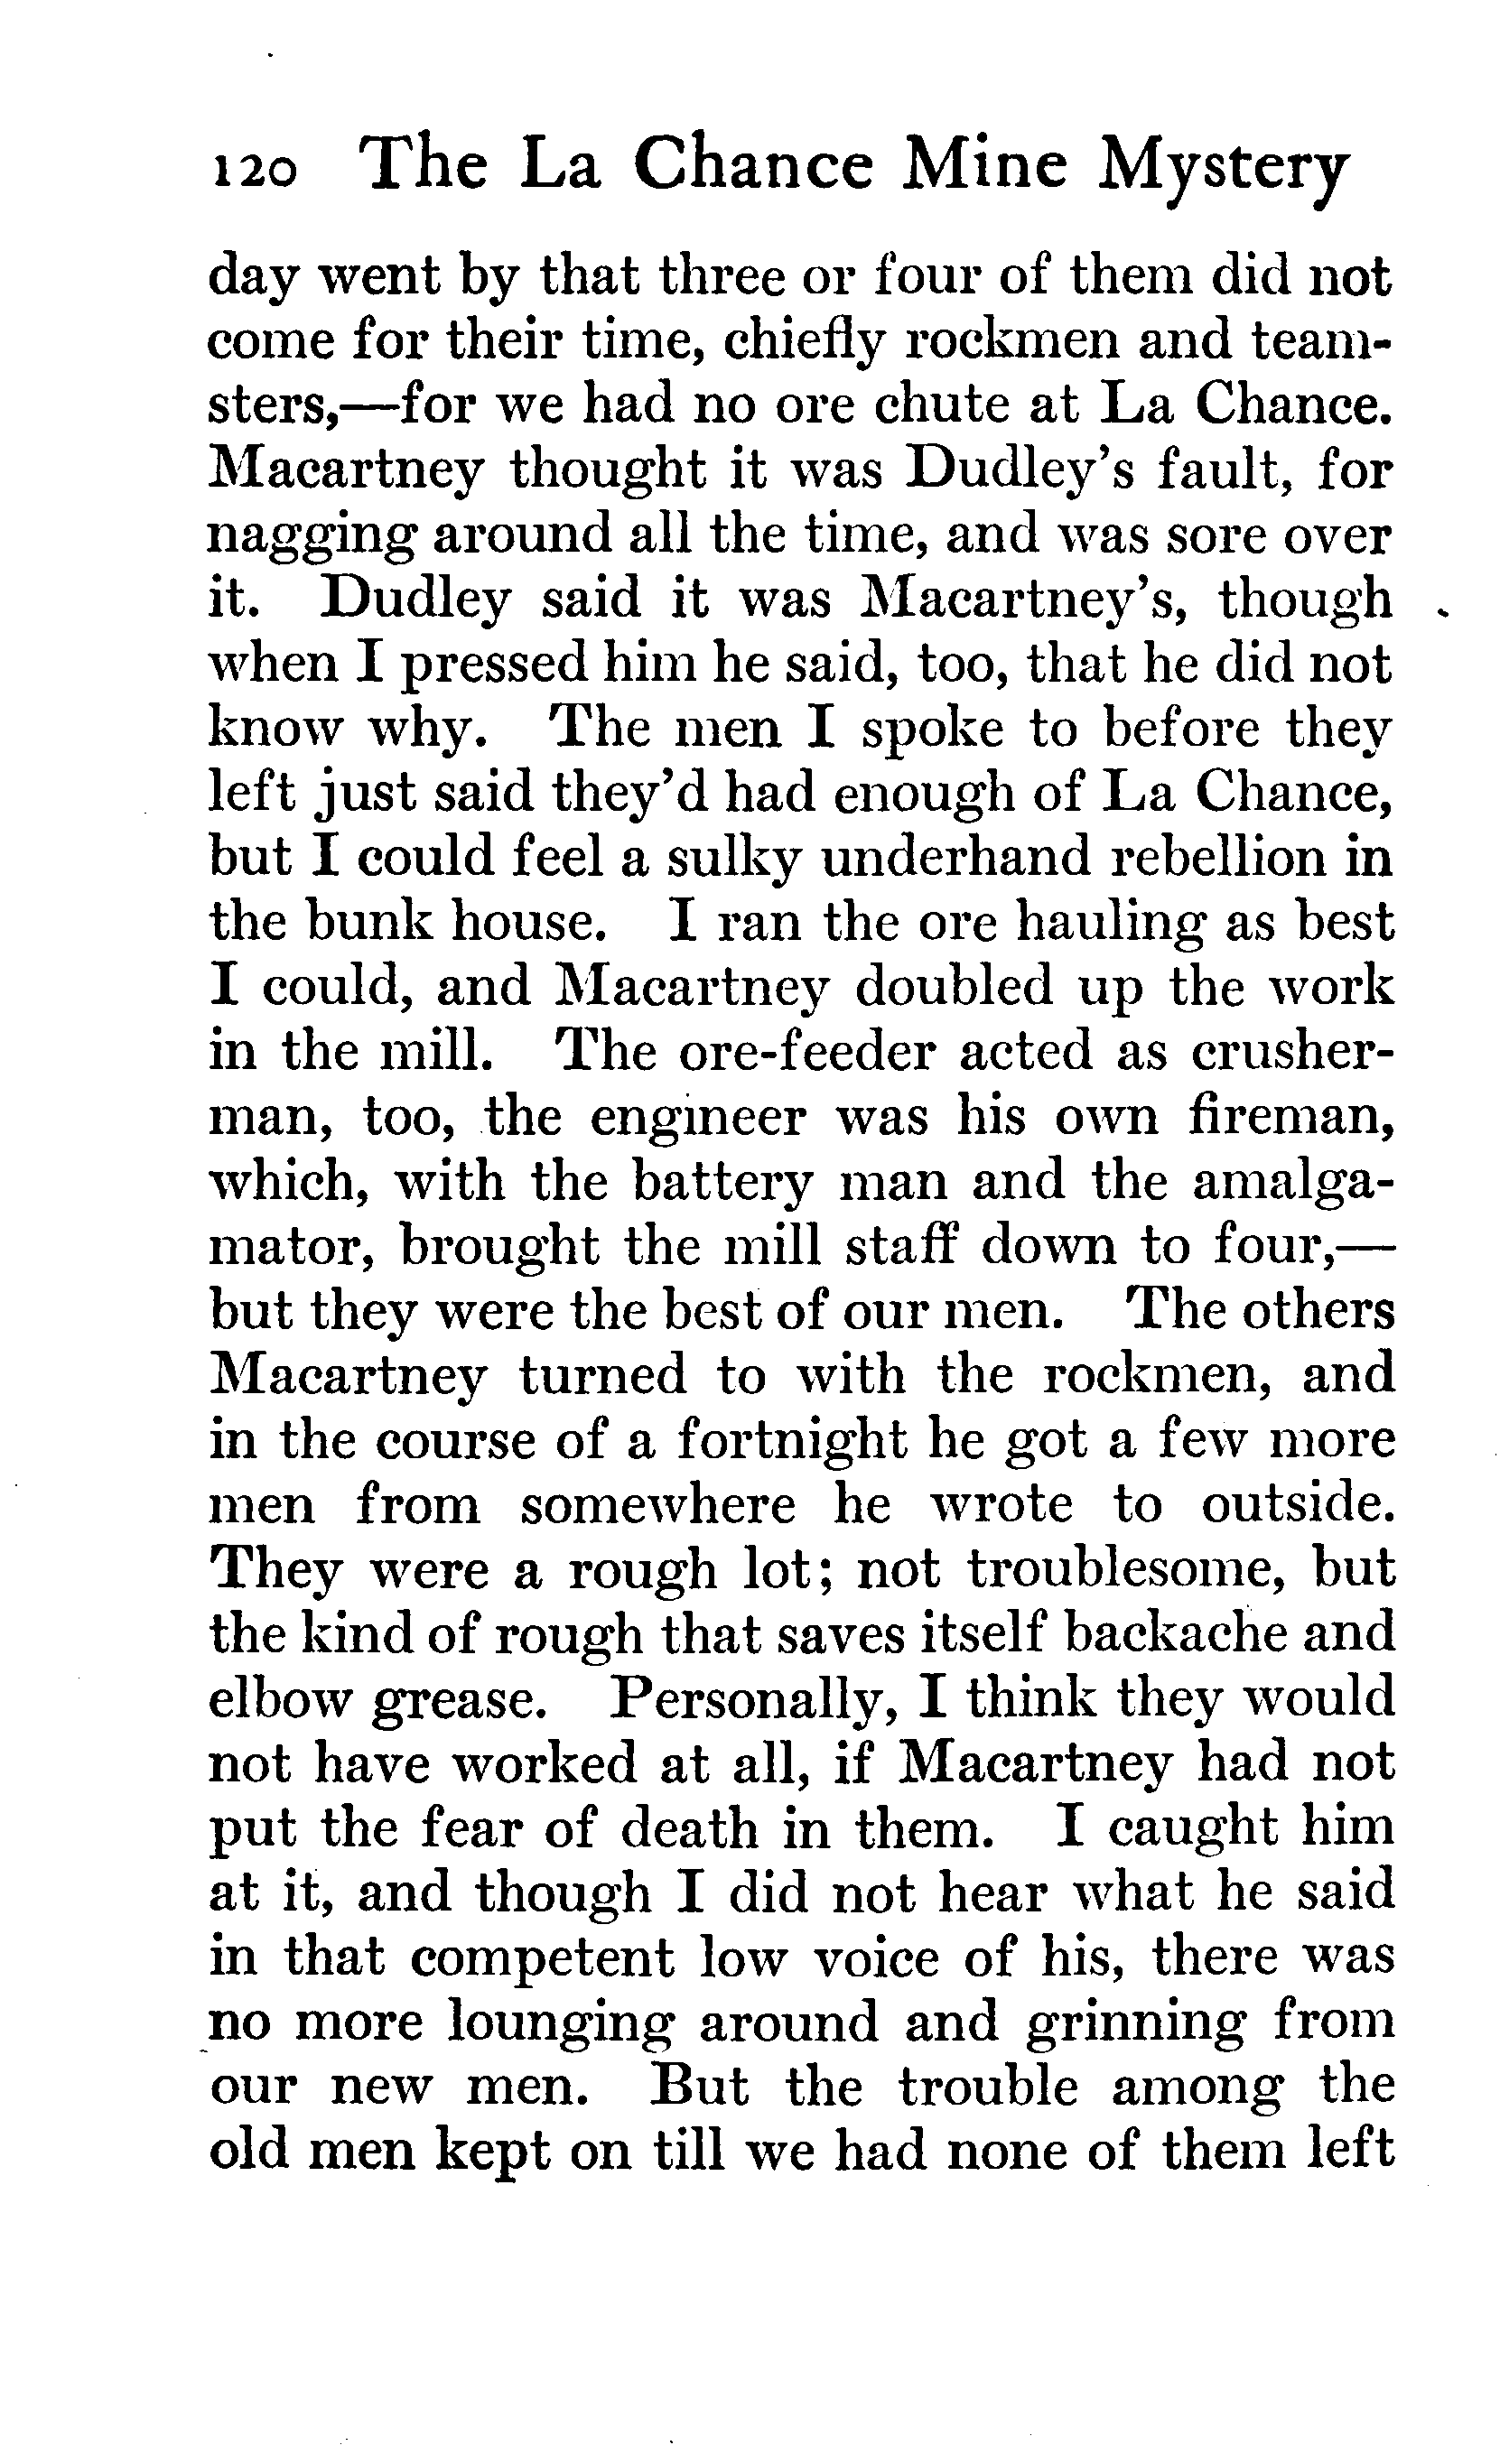 120 The La Chance Mine Mystery
day went by that three or four of them did not
come for their time, chiefly rockmen and team-
sters,—for we had no ore chute at La Chance.
Macartney thought it was Dudley's fault, for
nagging around all the time, and was sore over
it. Dudley said it was Macartney's, though
when I pressed him he said, too, that he did not
know why. The men I spoke to before they
left just said they'd had enough of La Chance,
but I could feel a sulky underhand rebellion in
the bunk house. I ran the ore hauling as best
I could, and Macartney doubled up the work
in the mill. The ore-feeder acted as crusher-
man, too, the engineer was his own fireman,
which, with the battery man and the amalga-
mator, brought the mill staff down to four,—
but they were the best of our men. The others
Macartney turned to with the rockmen, and
in the course of a fortnight he got a few more
men from somewhere he wrote to outside.
They were a rough lot; not troublesome, but
the kind of rough that saves itself backache and
elbow grease. Personally, I think they would
not have worked at all, if Macartney had not
put the fear of death in them. I caught him
at it, and though I did not hear what he said
in that competent low voice of his, there was
no more lounging around and grinning from
our new men. But the trouble among the
old men kept on till we had none of them left